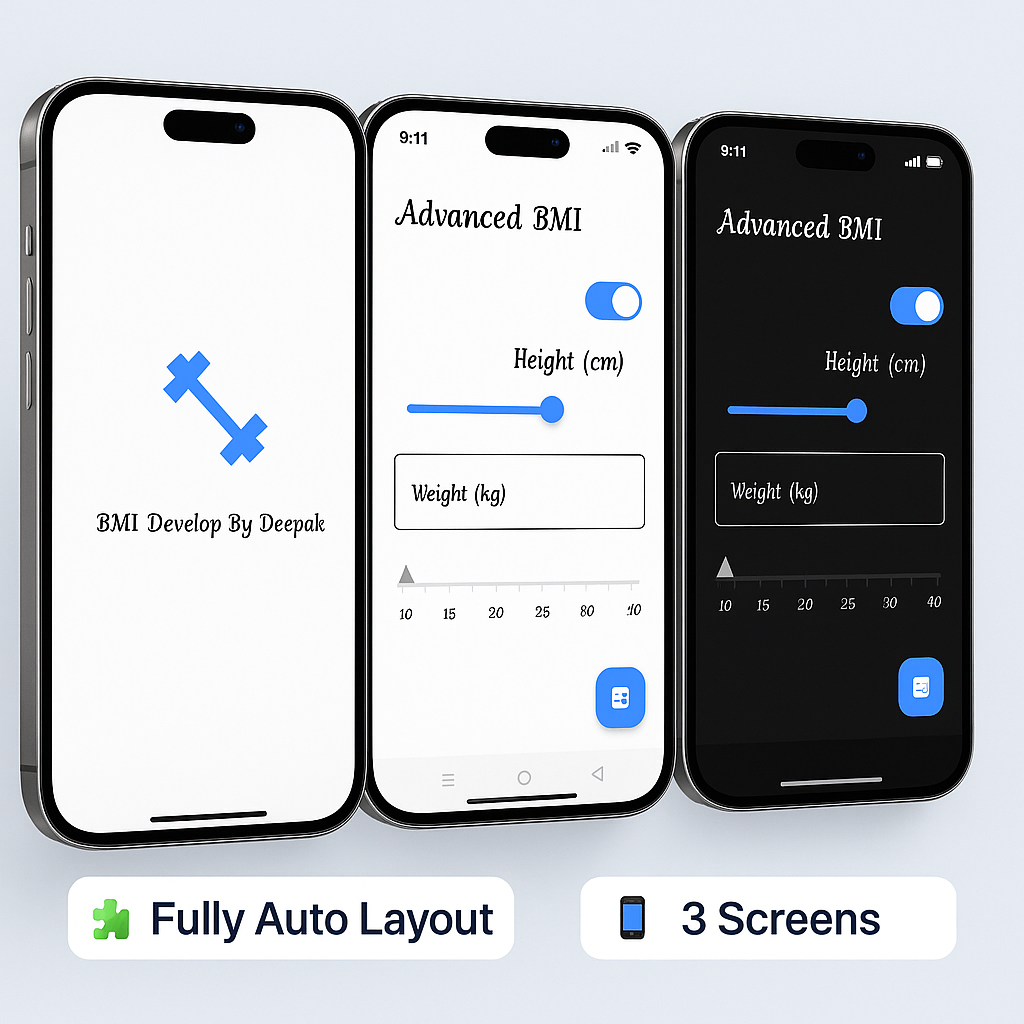 BMI Develop By Deepak
9:11
Advanced BMI
Height (cm)
Weight (kg)
10 15 20 25 80 :10
9:11
Advanced BMI
Height (cm)
Weight (kg)
10 15 20 25 30 40
Fully Auto Layout
3 Screens